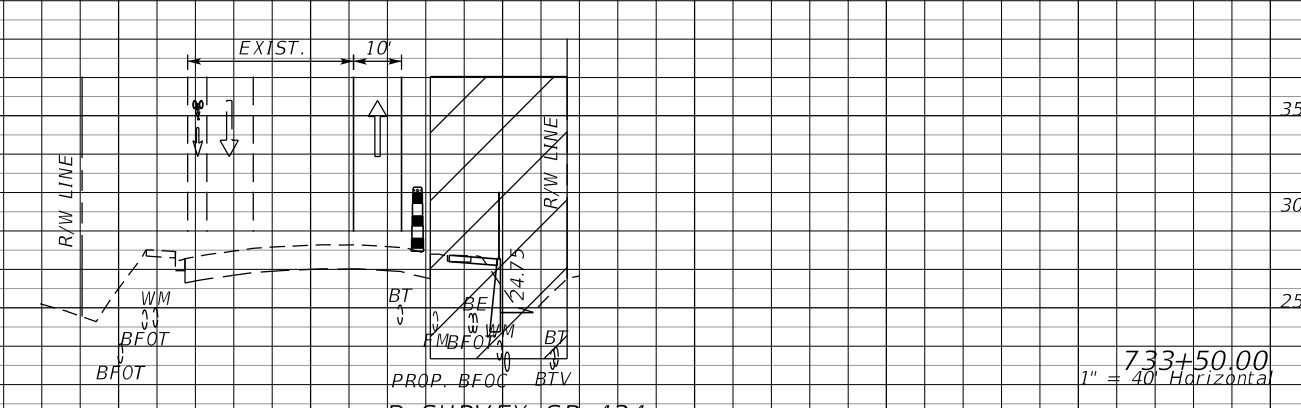 EXIST. 10'
35
R/W LINE
R/W LINE
30
24.75
WM
BT
BE
25
BFOT
FM
BFOT
WM
BT
BFOT
PROP. BFOC
BTV
733+50.00
1" = 40' Horizontal